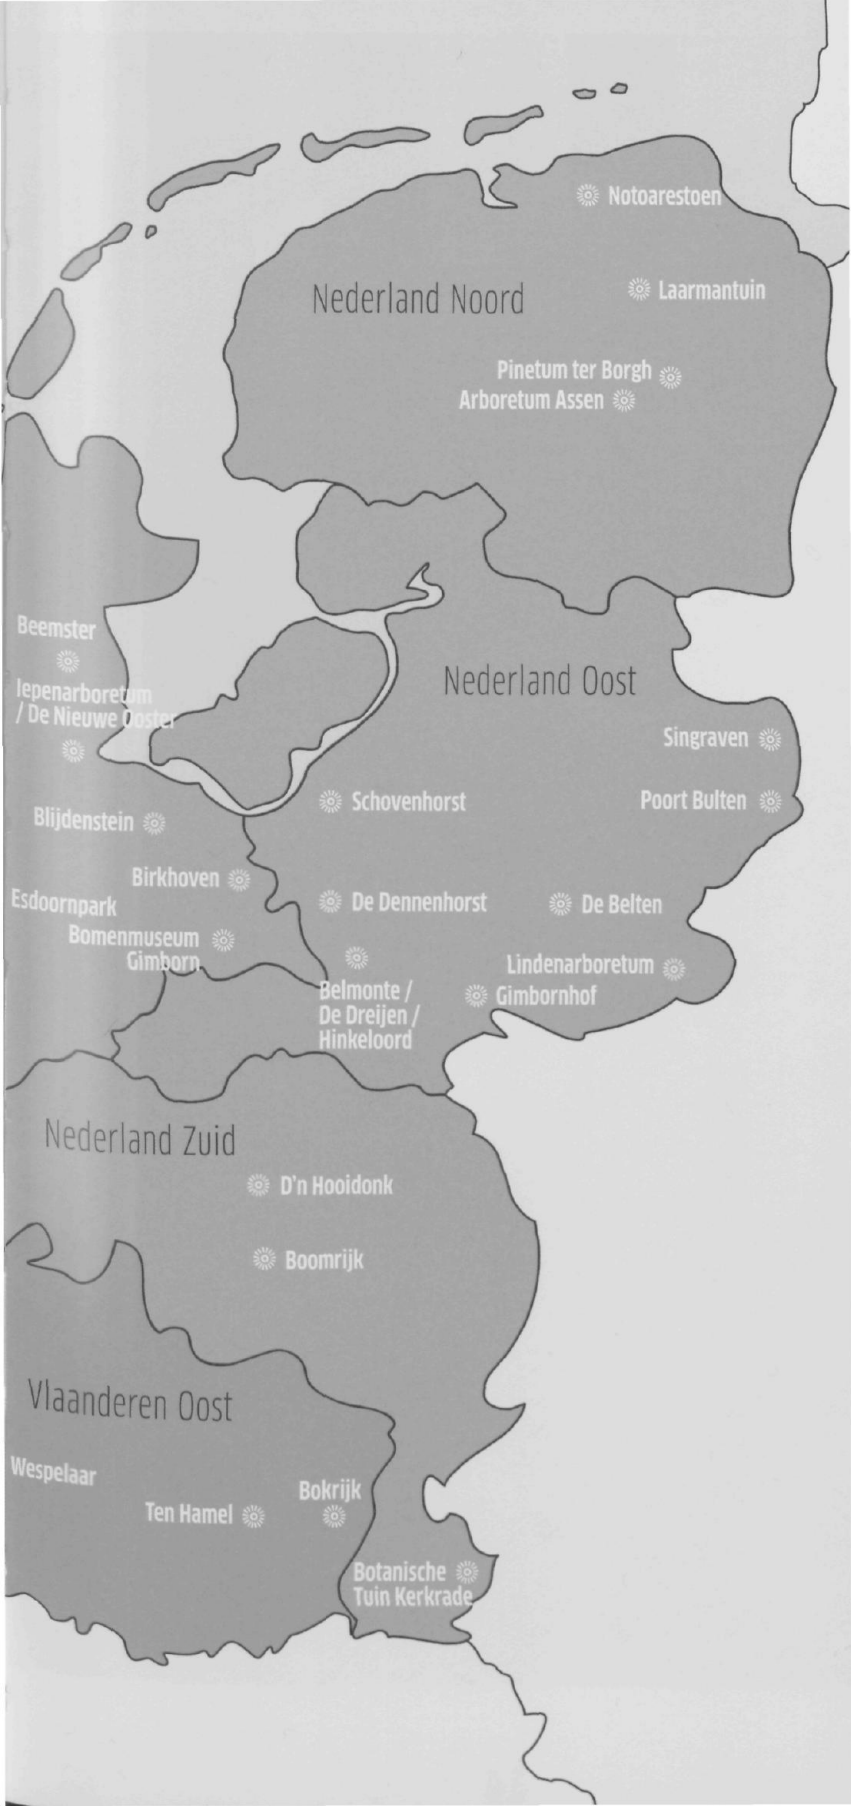 Notoarestoen
Laarmantuin
Nederland Noord
Pinetum ter Borgh
Arboretum Assen
Beemster
Iepenarboretum
/ De Nieuwe Ooster
Nederland Oost
Singraven
Schovenhorst
Poort Bulten
Blijdenstein
Birkhoven
Esdoornpark
De Dennenhorst
De Belten
Bomenmuseum
Gimborn
Lindenarboretum
Belmonte /
De Dreijen /
Hinkeloord
Gimbornhof
Nederland Zuid
D'n Hooidonk
Boomrijk
Vlaanderen Oost
Wespelaar
Ten Hamel
Bokrijk
Botanische
Tuin Kerkrade